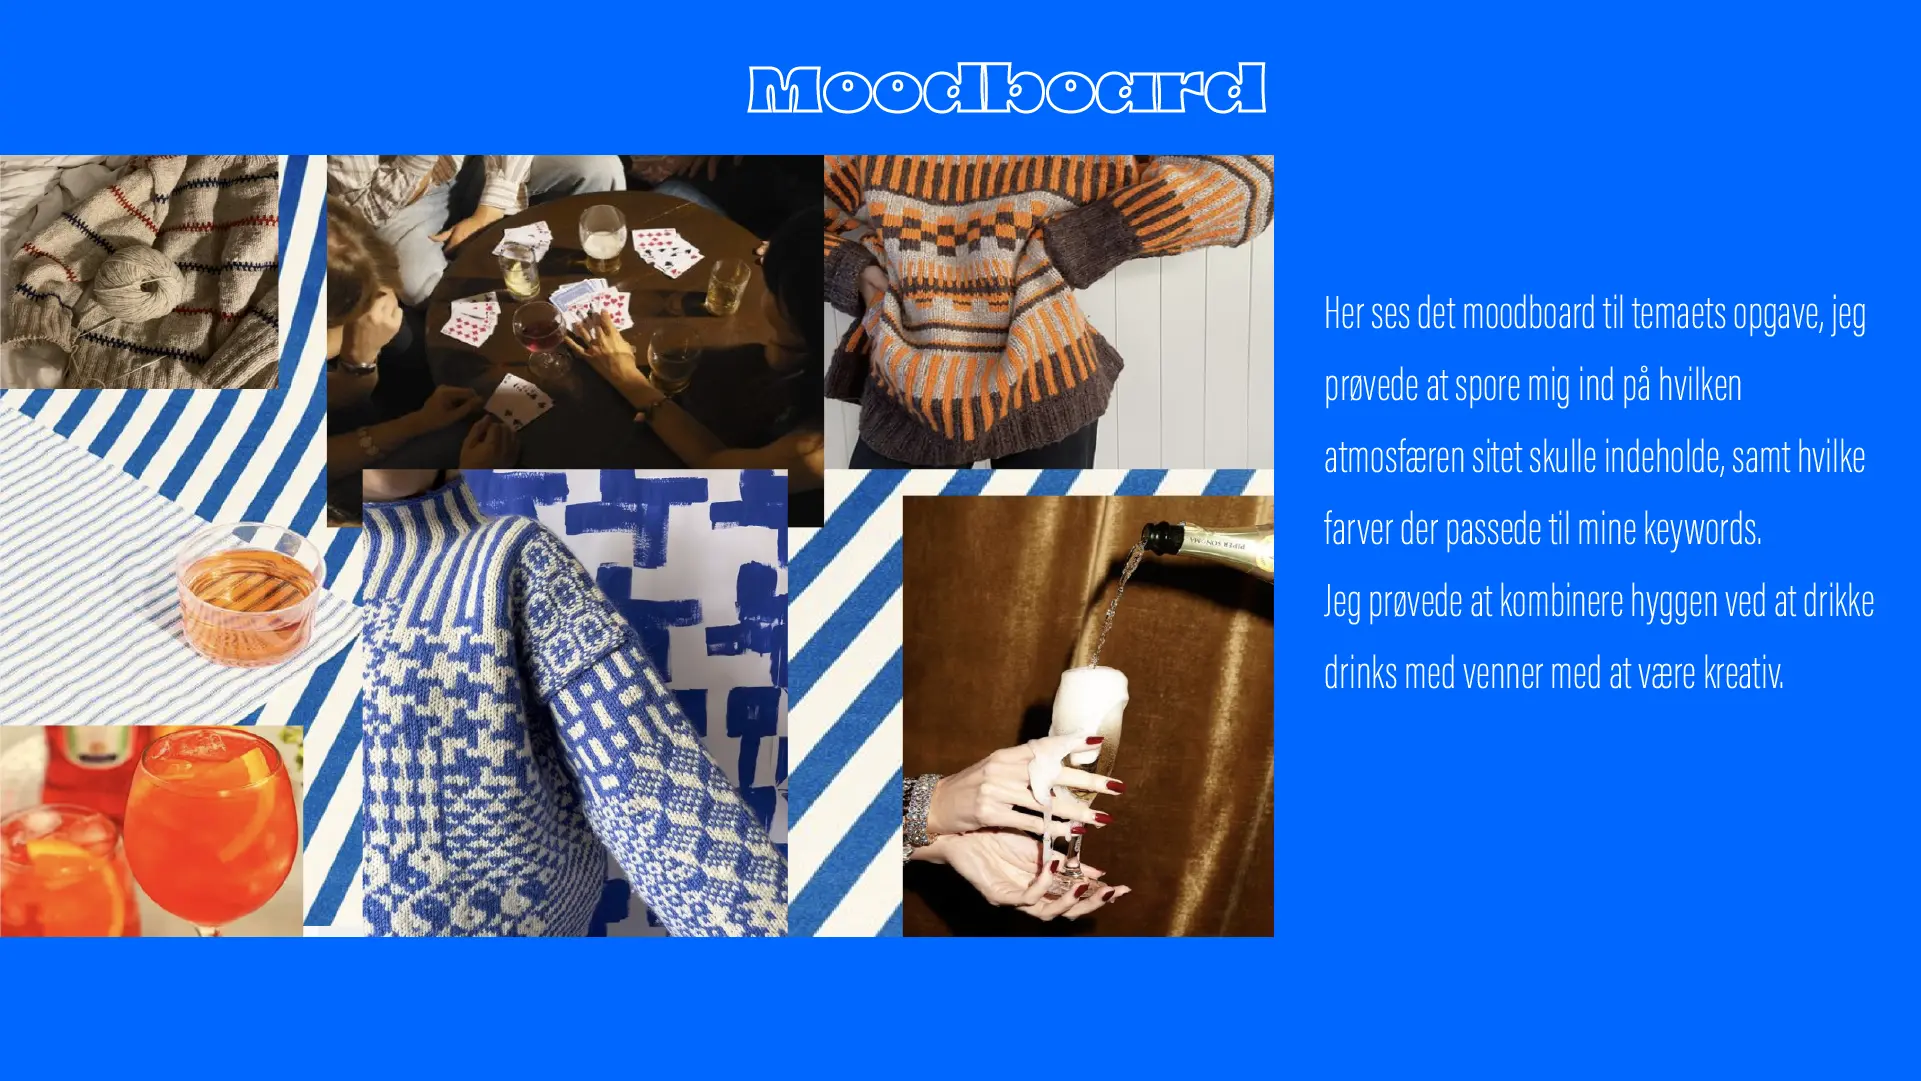 Moodboard
Her ses det moodboard til temaets opgave, jeg
prøvede at spore mig ind på hvilken
atmosfæren sitet skulle indeholde, samt hvilke
farver der passede til mine keywords.
Jeg prøvede at kombinere hyggen ved at drikke
drinks med venner med at være kreativ.
PIPER SONOMA